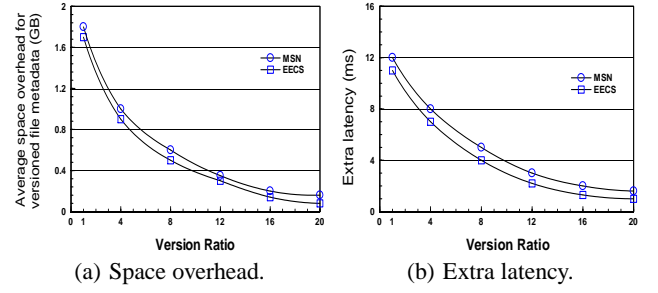 Average space overhead for
versioned file metadata (GB)
2
1.6
1.2
0.8
0.4
0
MSN
EECS
0 1 4 8 12 16 20
Version Ratio
(a) Space overhead.
Extra latency (ms)
16
12
8
4
0
MSN
EECS
0 1 4 8 12 16 20
Version Ratio
(b) Extra latency.